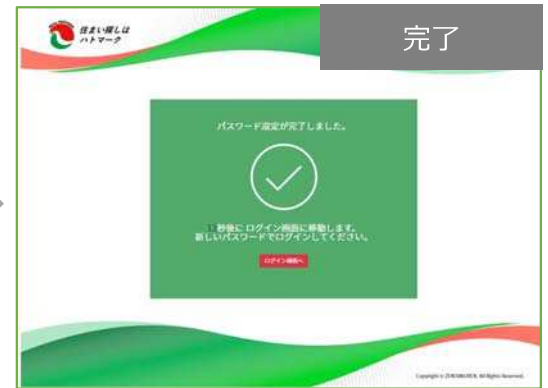 住まい探しは
ハトマーク
完了
パスワード設定が完了しました。
秒後に ログイン画面に移動します。
新しいパスワードでログインしてください。
ログイン画面へ
All Rights Reserved.